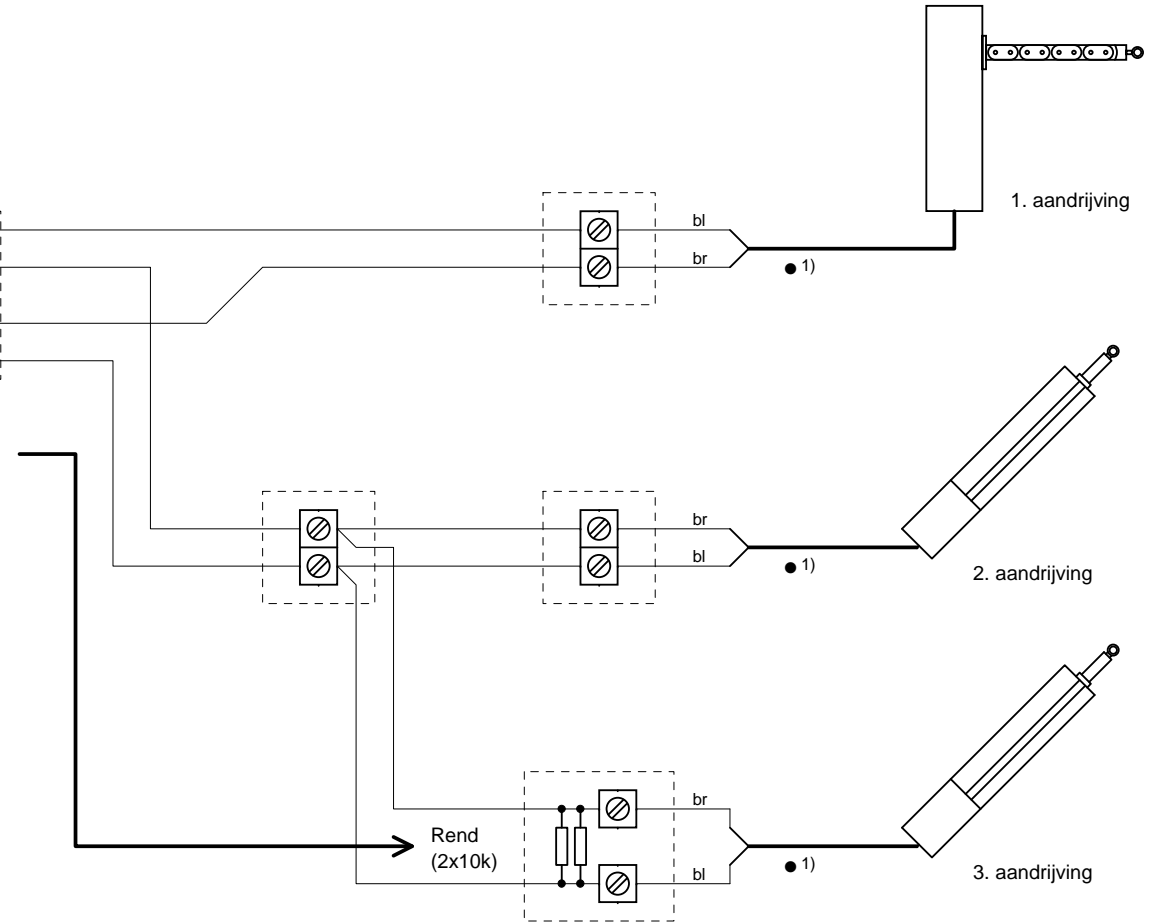 1. aandrijving
bl
br
1)
br
bl
1)
2. aandrijving
br
Rend
(2x10k)
bl
1)
3. aandrijving